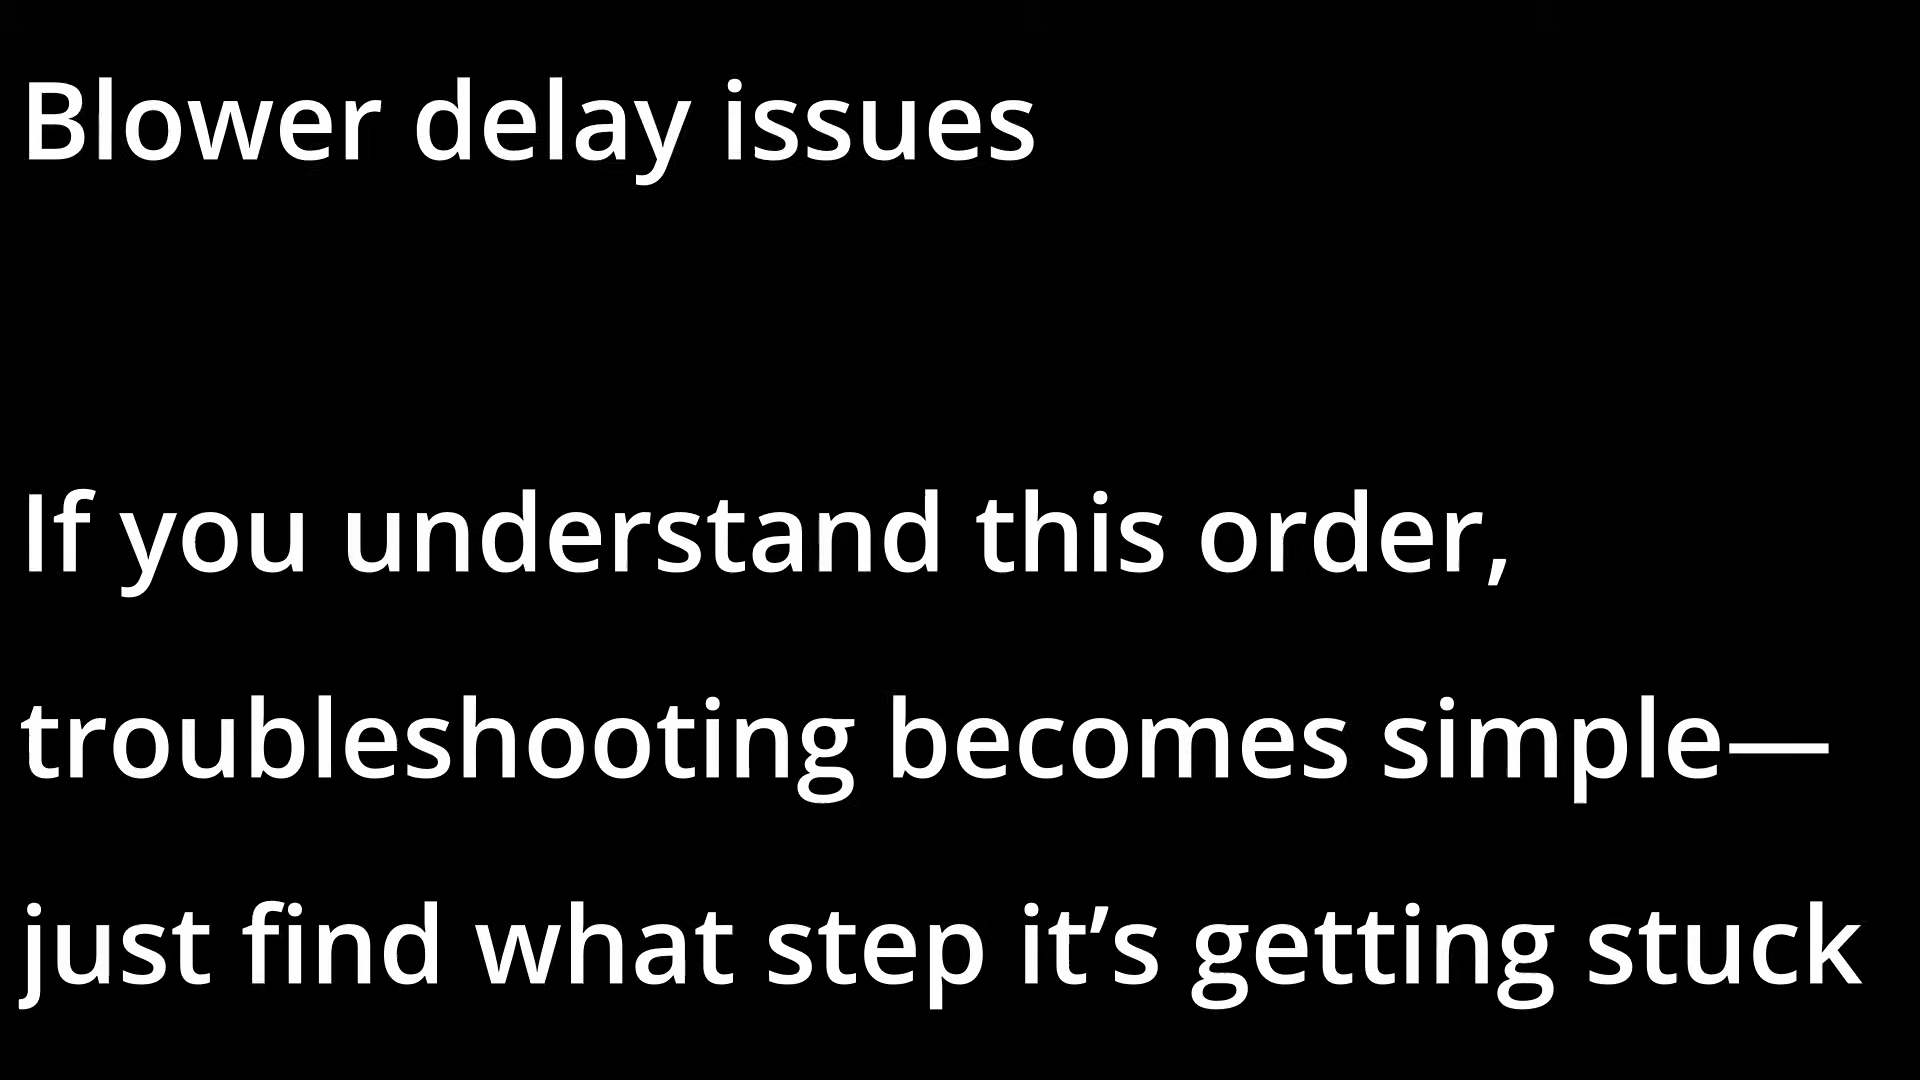 Blower delay issues
If you understand this order,
troubleshooting becomes simple—
just find what step it’s getting stuck